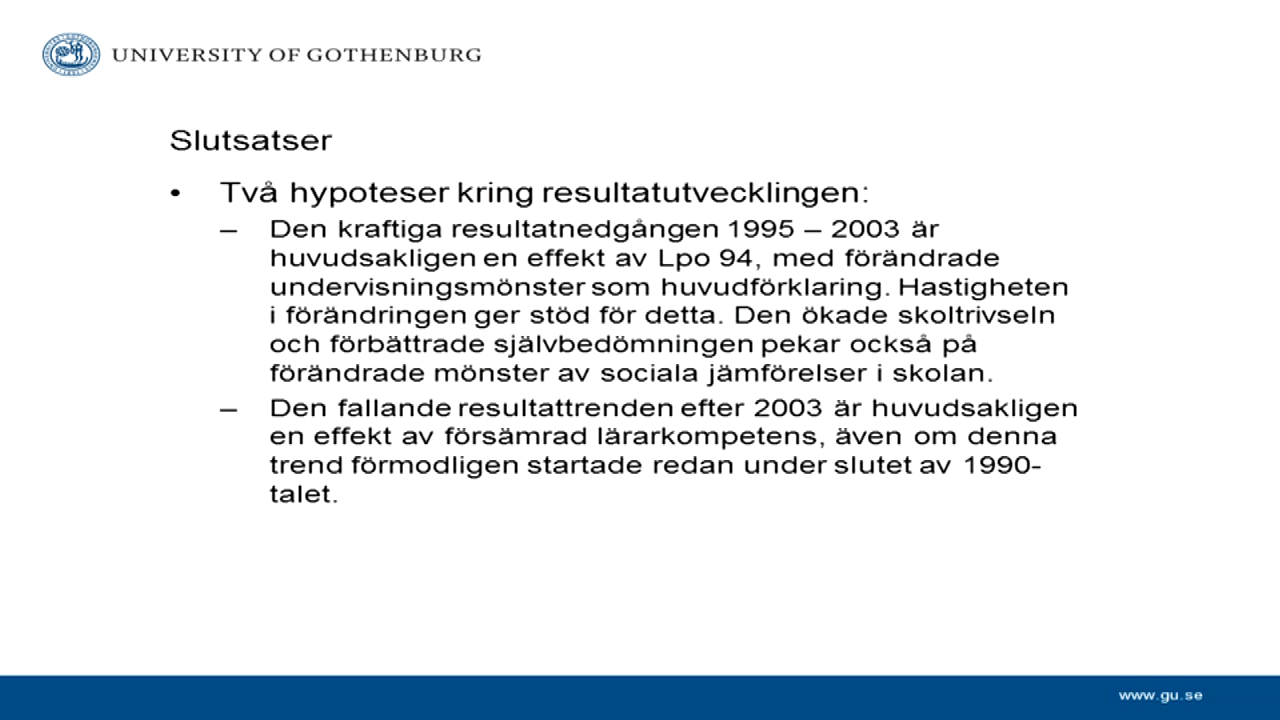 UNIVERSITY OF GOTHENBURG
Slutsatser
• Två hypoteser kring resultatutvecklingen:
– Den kraftiga resultatnedgången 1995 – 2003 är
huvudsakligen en effekt av Lpo 94, med förändrade
undervisningsmönster som huvudförklaring. Hastigheten
i förändringen ger stöd för detta. Den ökade skoltrivseln
och förbättrade självbedömningen pekar också på
förändrade mönster av sociala jämförelser i skolan.
– Den fallande resultattrenden efter 2003 är huvudsakligen
en effekt av försämrad lärarkompetens, även om denna
trend förmodligen startade redan under slutet av 1990-
talet.
www.gu.se